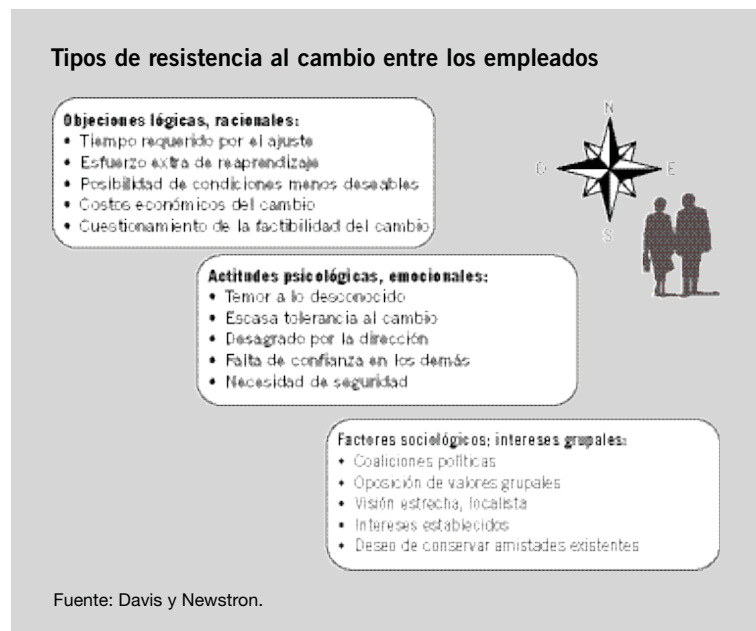 Tipos de resistencia al cambio entre los empleados
Objeciones lógicas, racionales:
• Tiempo requerido por el ajuste
• Esfuerzo extra de reaprendizaje
• Posibilidad de condiciones menos deseables
• Costos económicos del cambio
• Cuestionamiento de la factibilidad del cambio
N
O
E
S
Actitudes psicológicas, emocionales:
• Temor a lo desconocido
• Escasa tolerancia al cambio
• Desagrado por la dirección
• Falta de confianza en los demás
• Necesidad de seguridad
Factores sociológicos; intereses grupales:
• Coaliciones políticas
• Oposición de valores grupales
• Visión estrecha, localista
• Intereses establecidos
• Deseo de conservar amistades existentes
Fuente: Davis y Newstron.